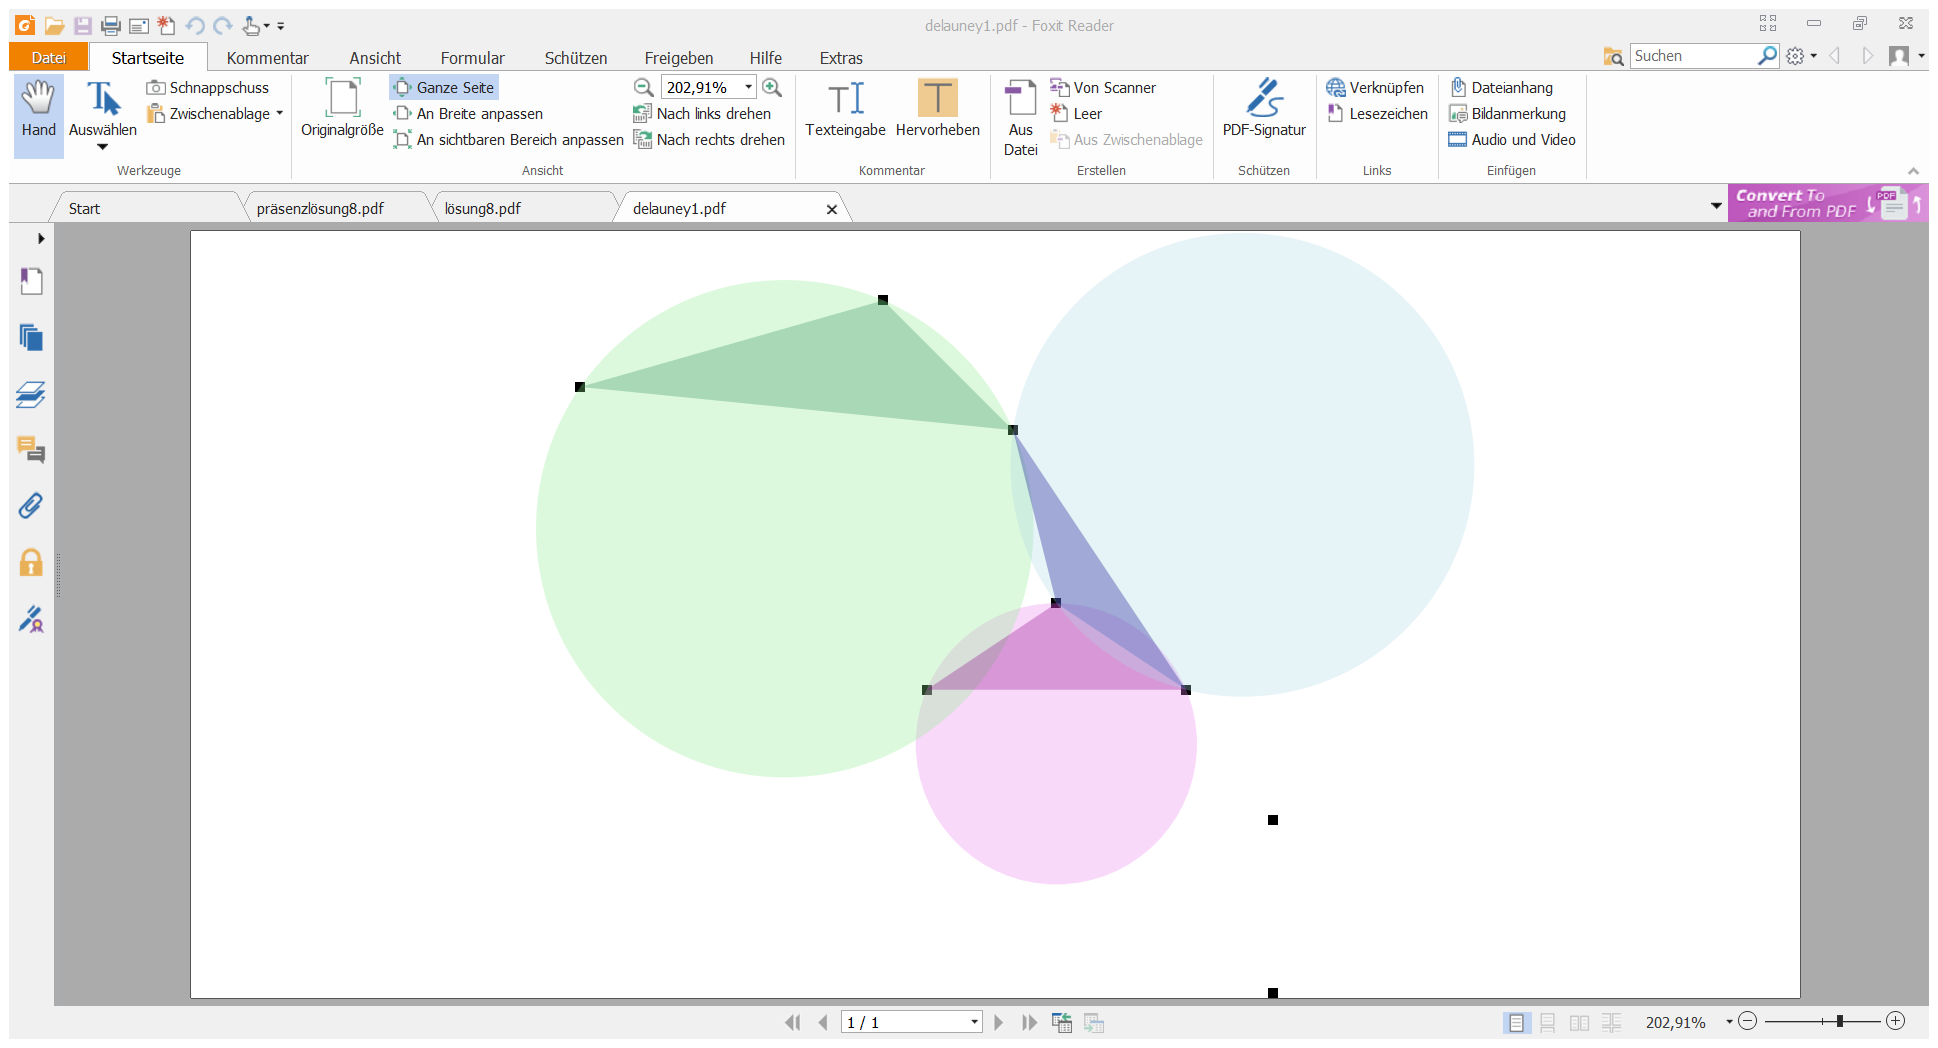 delauney1.pdf - Foxit Reader
Datei Startseite Kommentar Ansicht Formular Schützen Freigeben Hilfe Extras
Suchen
Hand
Auswählen
Schnappschuss
Zwischenablage
Werkzeuge
Originalgröße
Ganze Seite
An Breite anpassen
An sichtbaren Bereich anpassen
202,91%
Nach links drehen
Nach rechts drehen
Ansicht
Texteingabe
Hervorheben
Kommentar
Aus
Datei
Von Scanner
Leer
Aus Zwischenablage
Erstellen
PDF-Signatur
Schützen
Verknüpfen
Lesezeichen
Links
Dateianhang
Bildanmerkung
Audio und Video
Einfügen
Start
präsenzlösung8.pdf
lösung8.pdf
delauney1.pdf
Convert To
and From PDF
PDF
1 / 1
202,91%